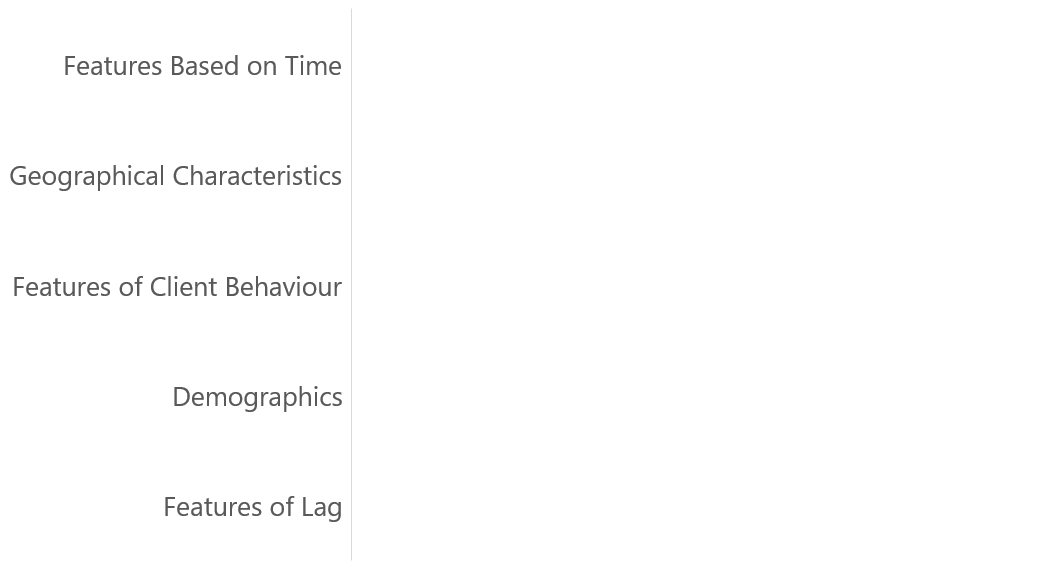 Features Based on Time
Geographical Characteristics
Features of Client Behaviour
Demographics
Features of Lag